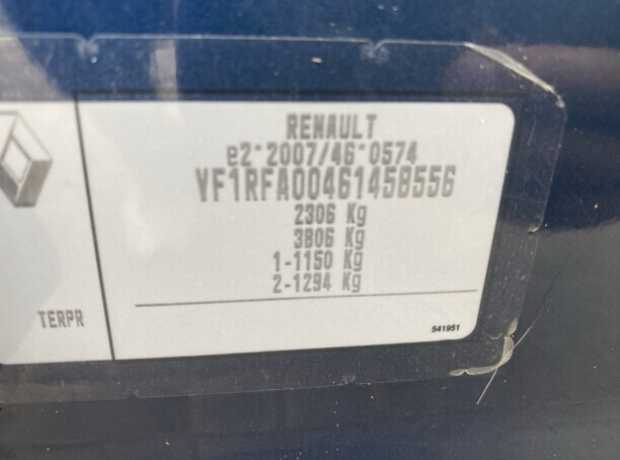 RENAULT
e2*2007/46*0574
VF1RFA00461458556
2306 Kg
3806 Kg
1-1150 Kg
2-1294 Kg
TERPR
541951